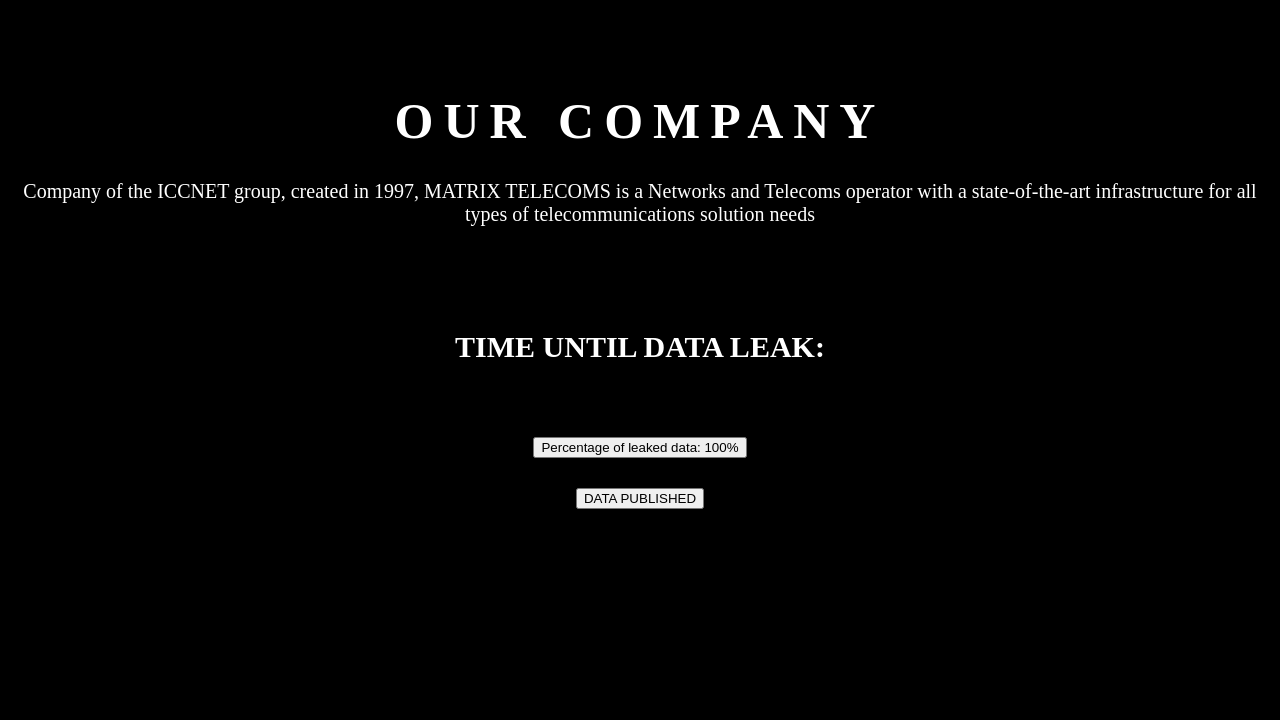 OUR COMPANY
Company of the ICCNET group, created in 1997, MATRIX TELECOMS is a Networks and Telecoms operator with a state-of-the-art infrastructure for all
types of telecommunications solution needs
TIME UNTIL DATA LEAK:
Percentage of leaked data: 100%
DATA PUBLISHED